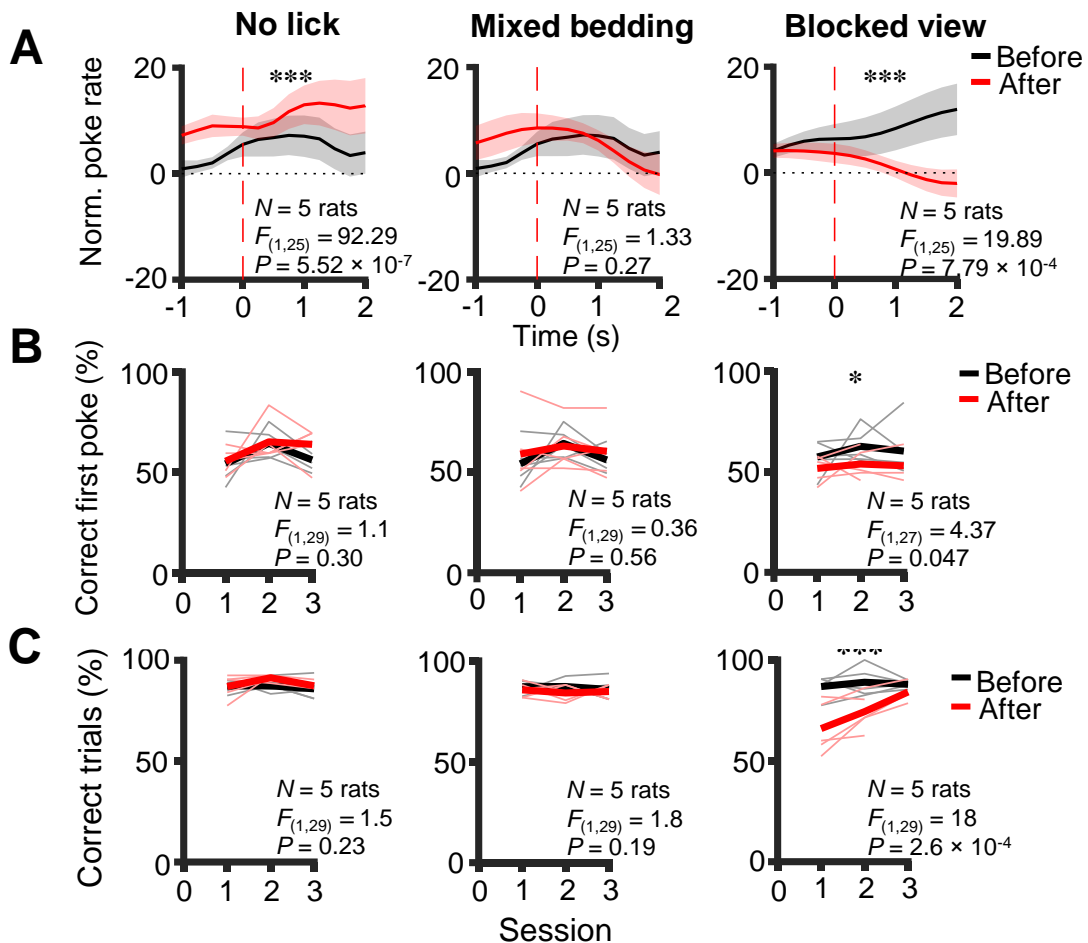 No lick
Mixed bedding
Blocked view
A
Before
After
Norm. poke rate
20
0
-20
***
N = 5 rats
F(1,25) = 92.29
P = 5.52 × 10-7
-1 0 1 2
20
0
-20
N = 5 rats
F(1,25) = 1.33
P = 0.27
-1 0 1 2
20
0
-20
***
N = 5 rats
F(1,25) = 19.89
P = 7.79 × 10-4
-1 0 1 2
Time (s)
B
Before
After
Correct first poke (%)
100
50
0
N = 5 rats
F(1,29) = 1.1
P = 0.30
0 1 2 3
100
50
0
N = 5 rats
F(1,29) = 0.36
P = 0.56
0 1 2 3
100
50
0
*
N = 5 rats
F(1,27) = 4.37
P = 0.047
0 1 2 3
C
Before
After
Correct trials (%)
100
50
0
N = 5 rats
F(1,29) = 1.5
P = 0.23
0 1 2 3
100
50
0
N = 5 rats
F(1,29) = 1.8
P = 0.19
0 1 2 3
100
50
0
***
N = 5 rats
F(1,29) = 18
P = 2.6 × 10-4
0 1 2 3
Session